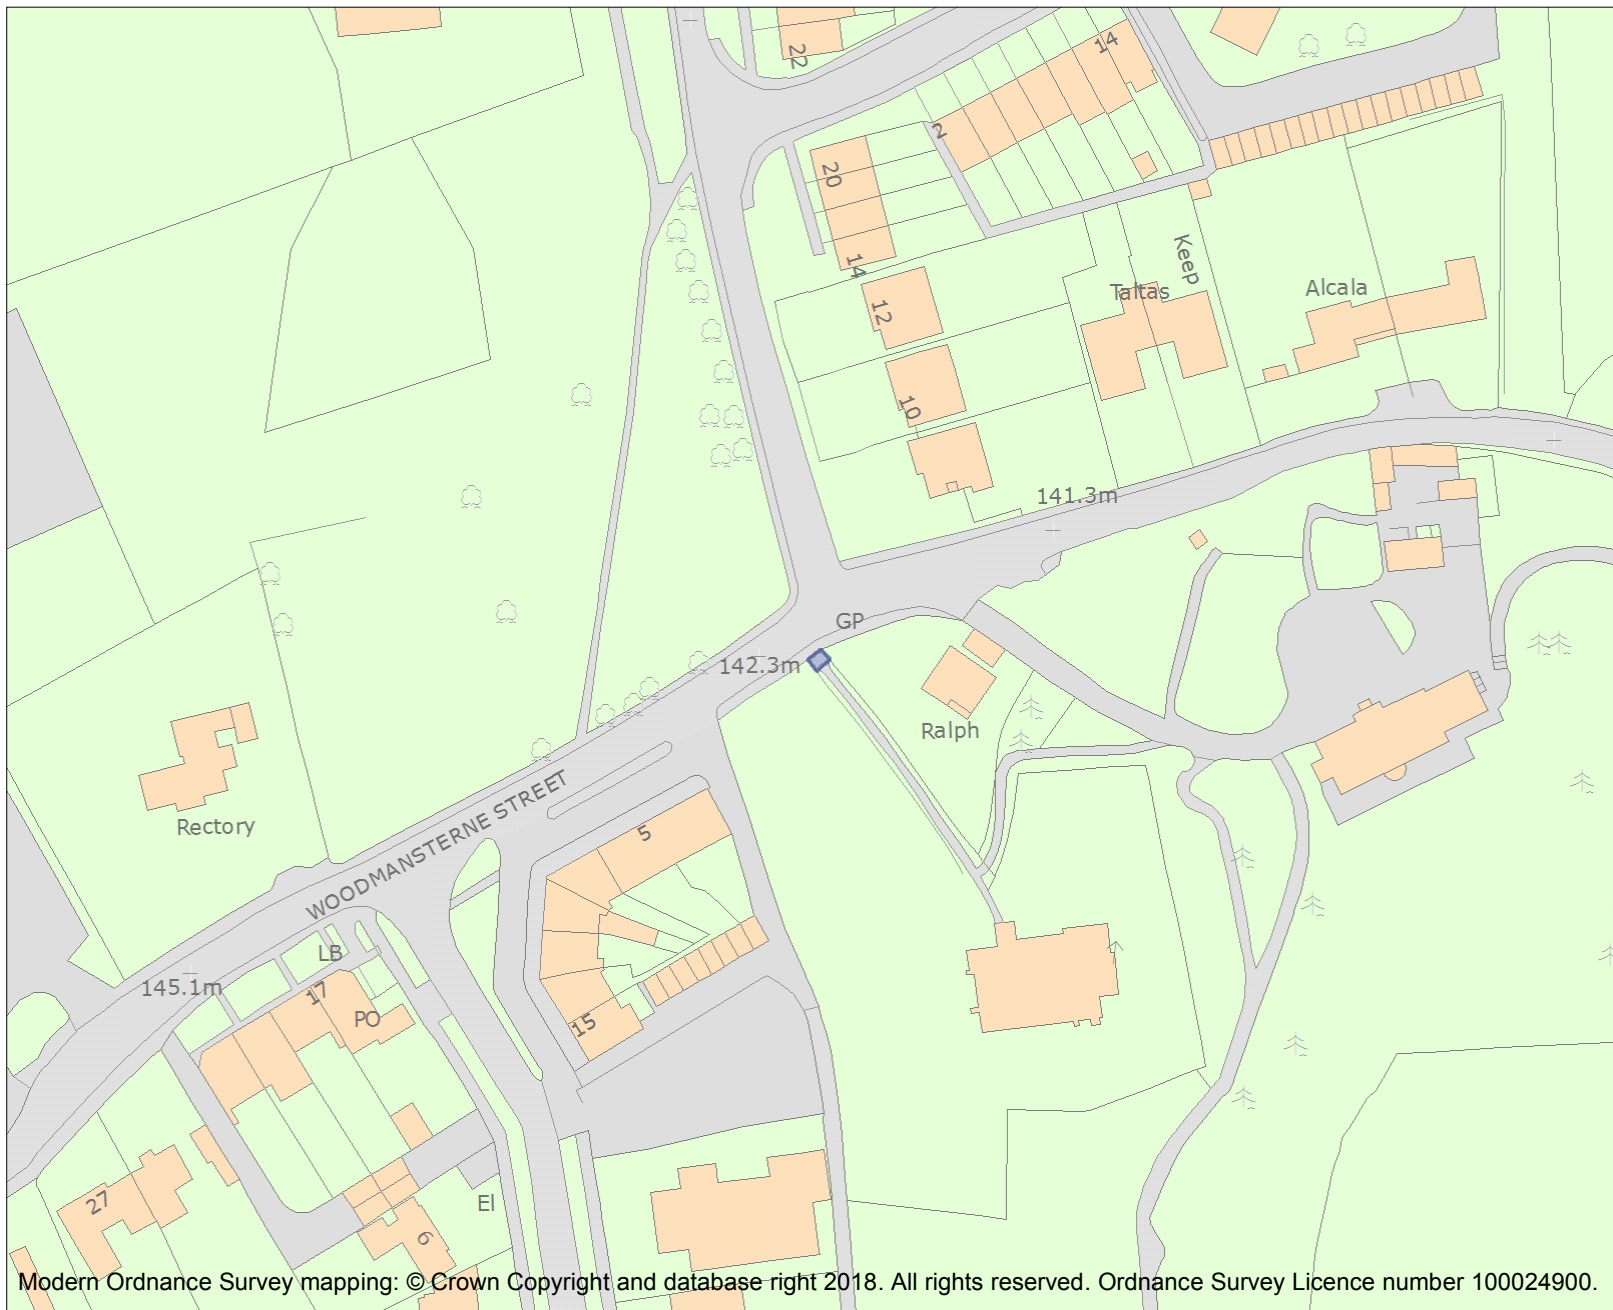 22
14
2
20
14
Keep
Taltas
Alcala
12
10
141.3m
GP
142.3m
Ralph
Rectory
5
WOODMANSTERNE STREET
LB
145.1m
17
PO
15
27
El
6
Modern Ordnance Survey mapping: © Crown Copyright and database right 2018. All rights reserved. Ordnance Survey Licence number 100024900.